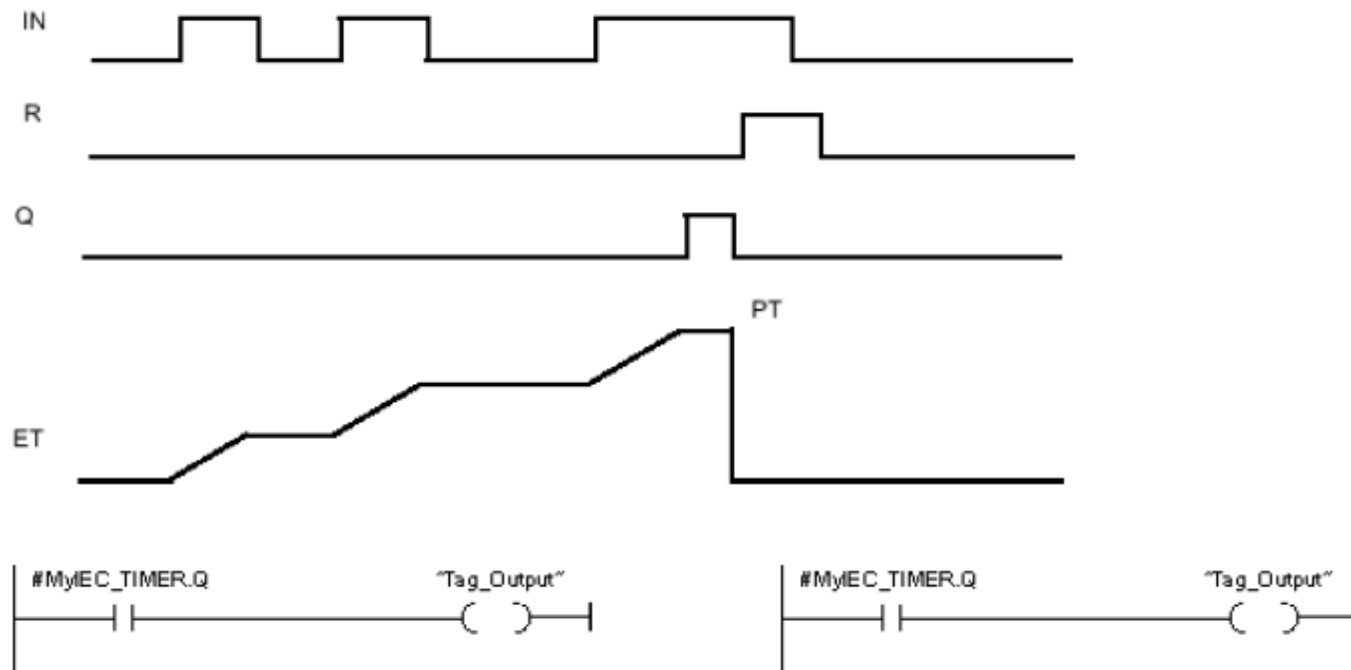 IN
R
Q
PT
ET
#MyIEC_TIMER.Q "Tag_Output" #MyIEC_TIMER.Q "Tag_Output"